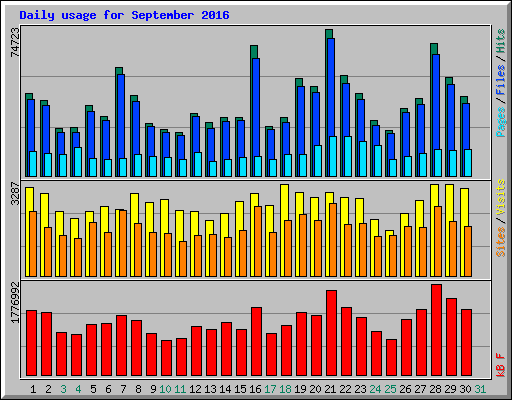 Daily usage for September 2016
74723
Pages / Files / Hits
3287
Sites / Visits
1776992
kB F
1 2 3 4 5 6 7 8 9 10 11 12 13 14 15 16 17 18 19 20 21 22 23 24 25 26 27 28 29 30 31